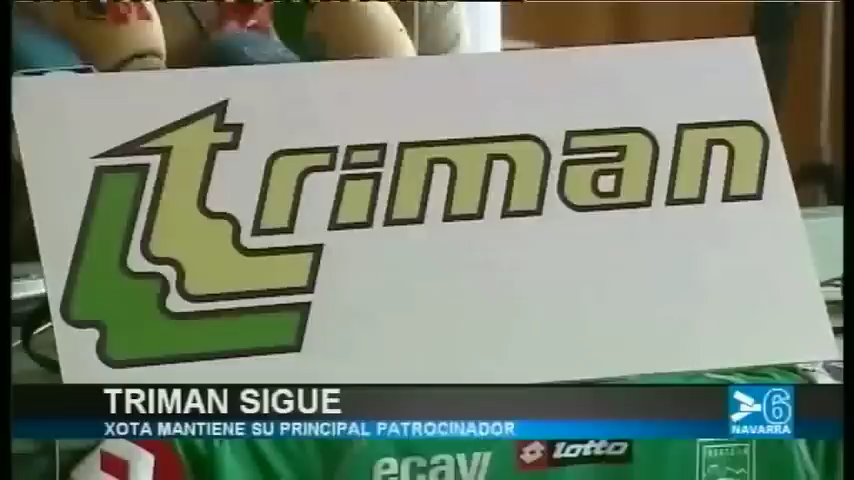 triman
TRIMAN SIGUE
XOTA MANTIENE SU PRINCIPAL PATROCINADOR
6
NAVARRA
ecay
lotto